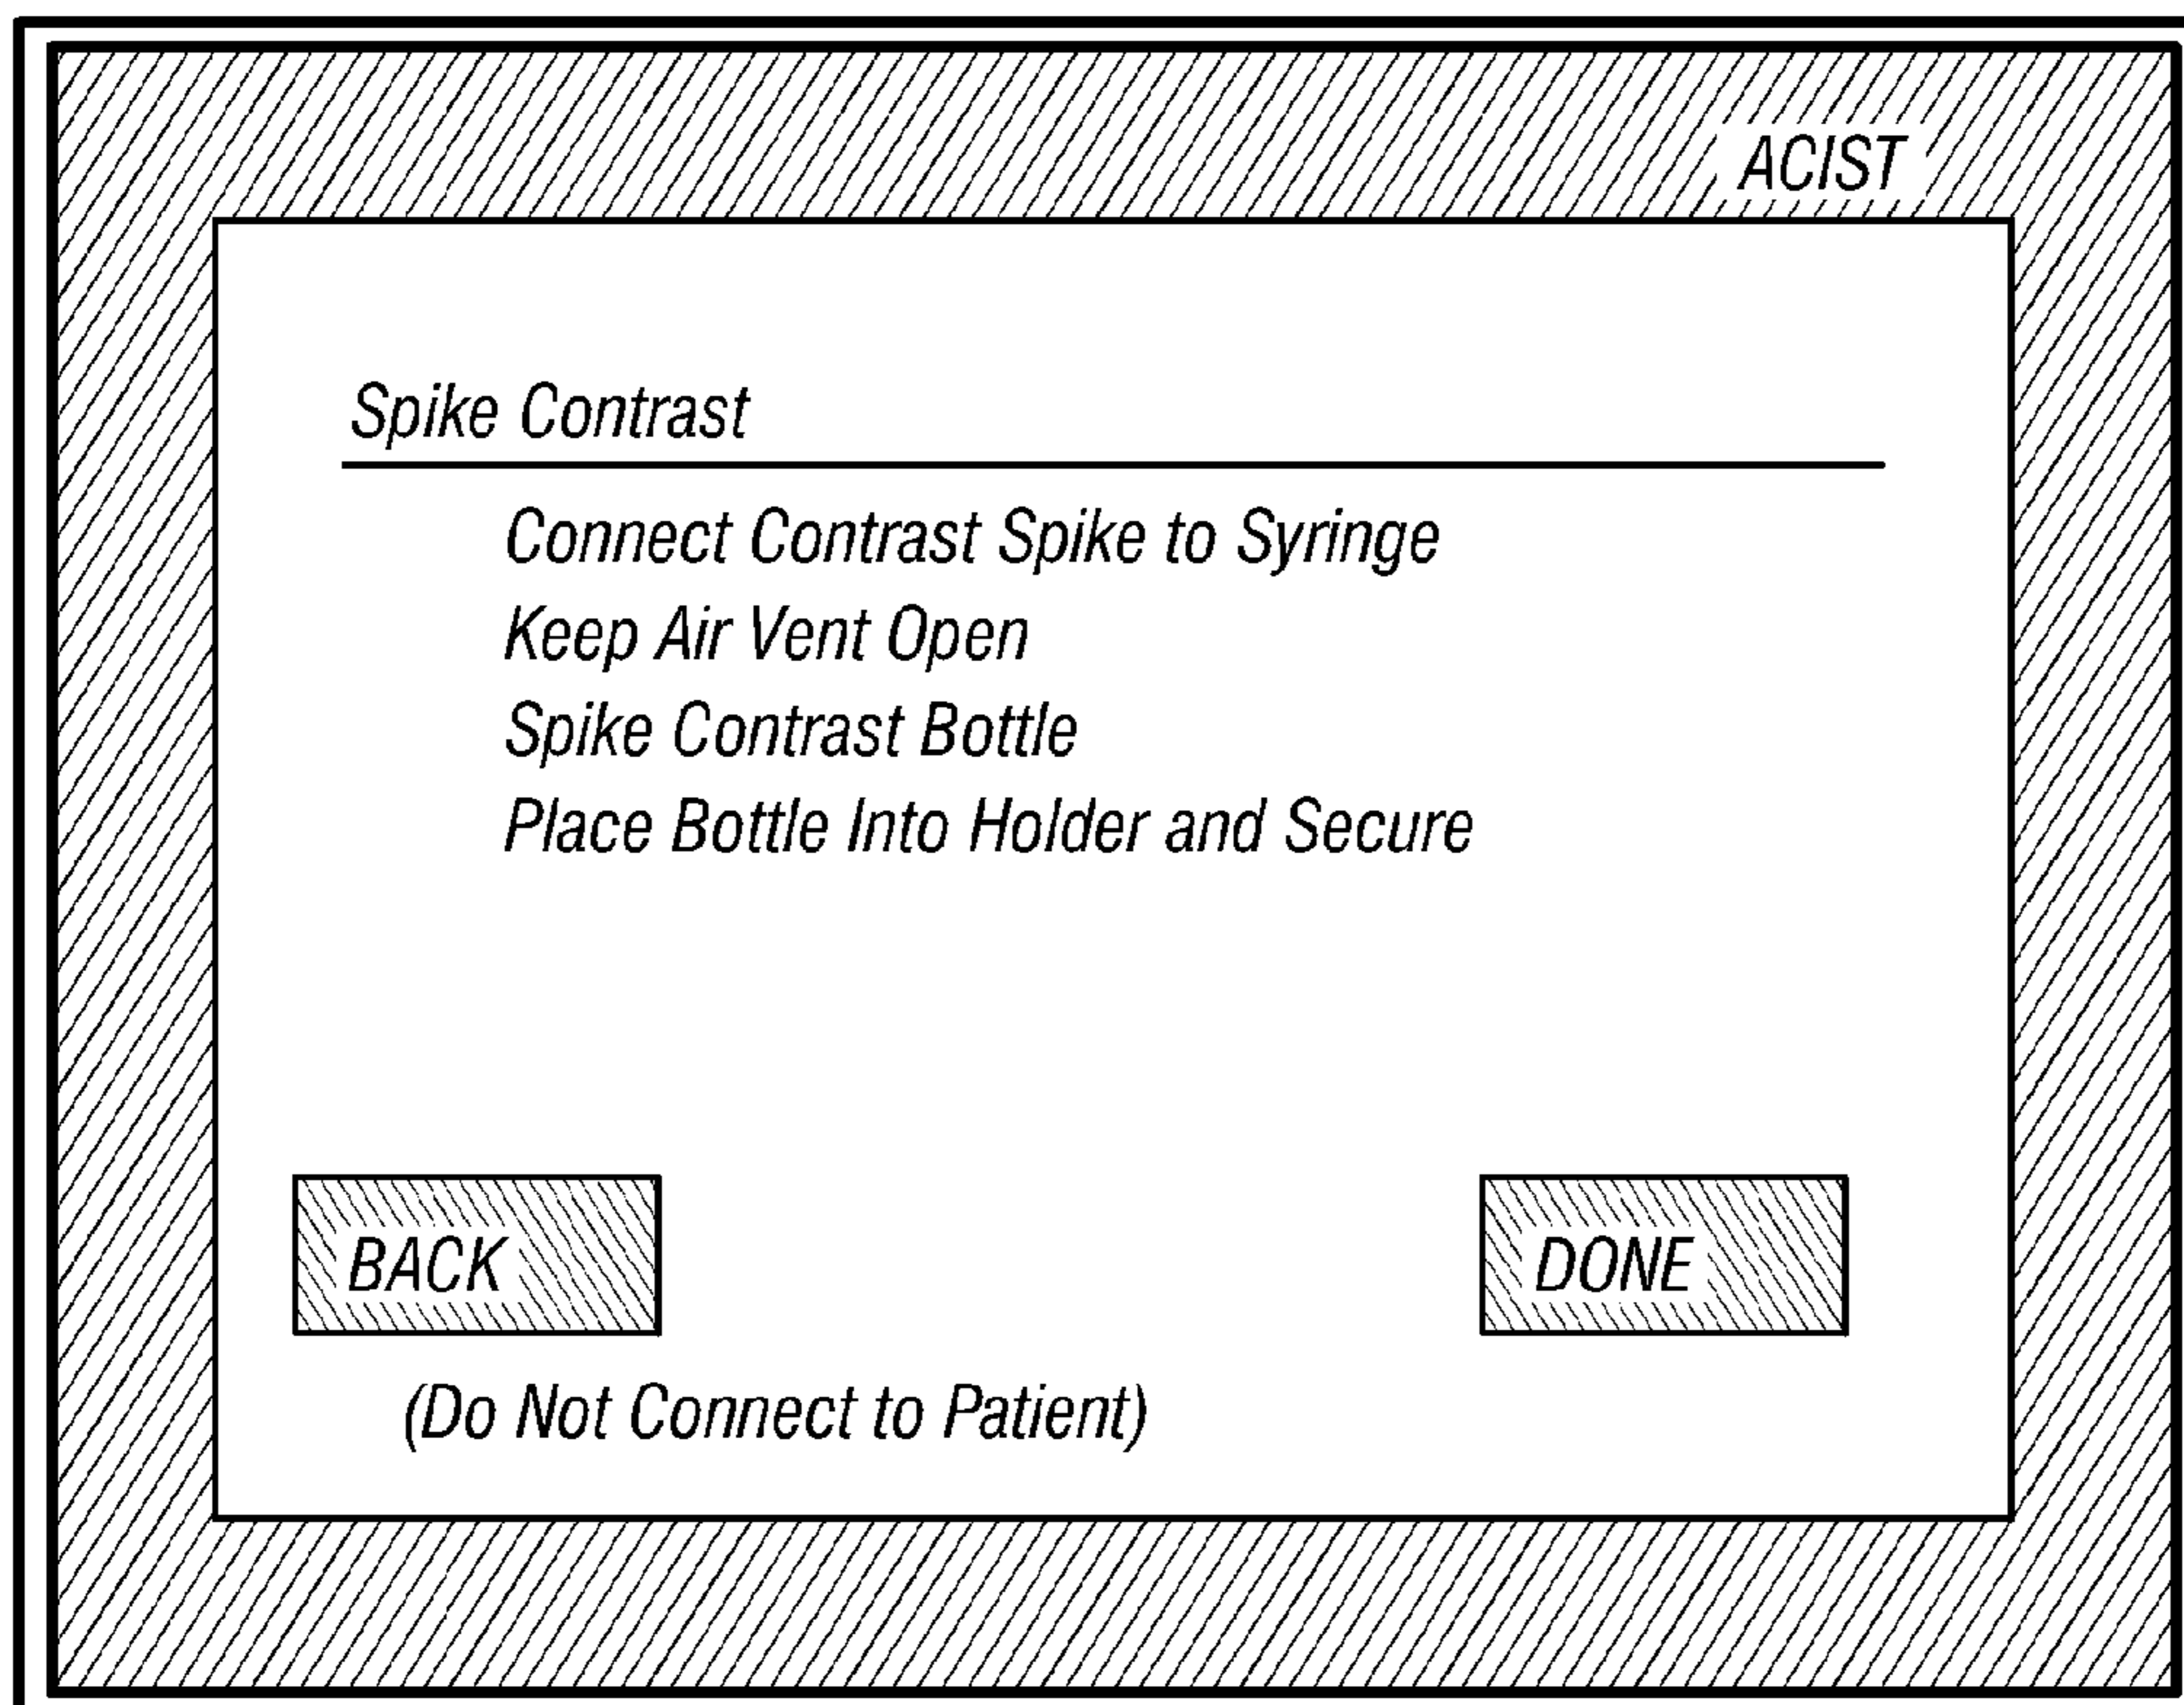 ACIST
Spike Contrast
Connect Contrast Spike to Syringe
Keep Air Vent Open
Spike Contrast Bottle
Place Bottle Into Holder and Secure
BACK
DONE
(Do Not Connect to Patient)